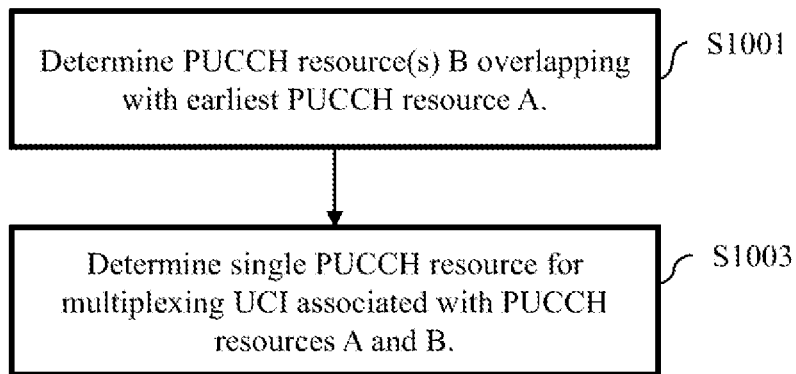 Determine PUCCH resource(s) B overlapping
with earliest PUCCH resource A.
S1001
Determine single PUCCH resource for
multiplexing UCI associated with PUCCH
resources A and B.
S1003